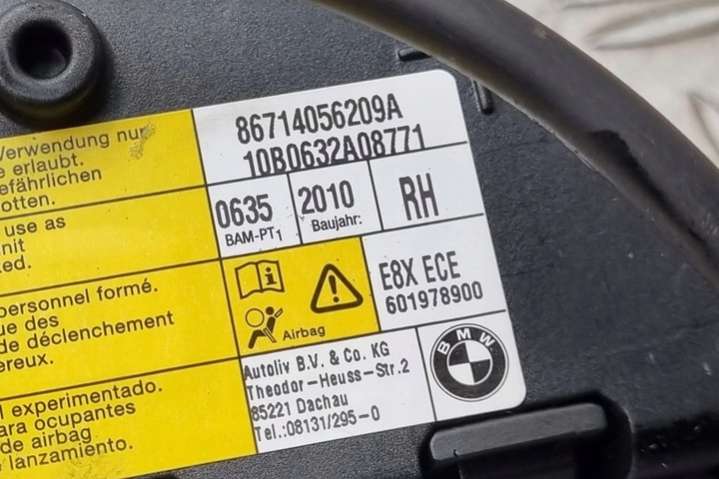 Verwendung nur
e erlaubt.
efährlichen
otten.
use as
nit
ed.
personnel formé.
ue des
de déclenchement
ereux.
l experimentado.
ara ocupantes
de airbag
lanzamiento.
86714056209A
10B0632A08771
0635
BAM-PT1
2010
Baujahr:
RH
Airbag
E8X ECE
601978900
Autoliv B.V. & Co. KG
Theodor-Heuss-Str.2
85221 Dachau
Tel.:08131/295-0
BMW